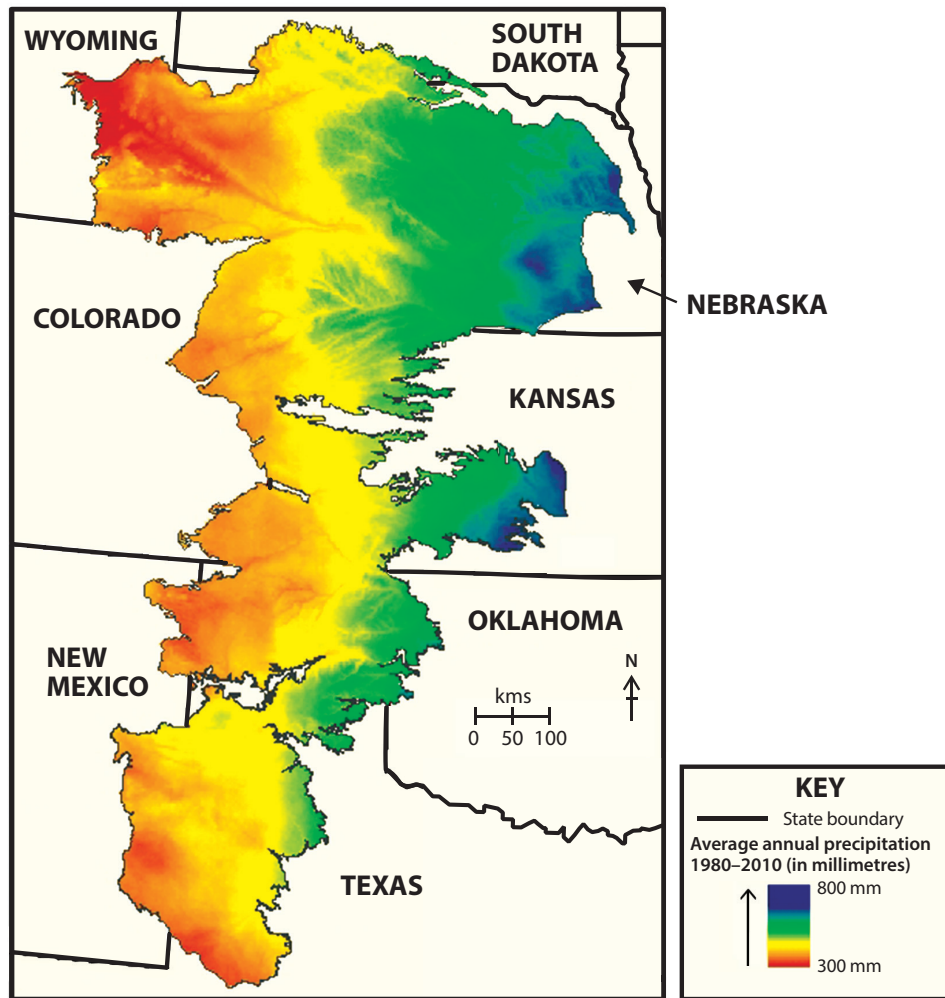 WYOMING
SOUTH
DAKOTA
COLORADO
NEBRASKA
KANSAS
NEW
MEXICO
OKLAHOMA
N
kms
0 50 100
TEXAS
KEY
State boundary
Average annual precipitation
1980–2010 (in millimetres)
800 mm
300 mm